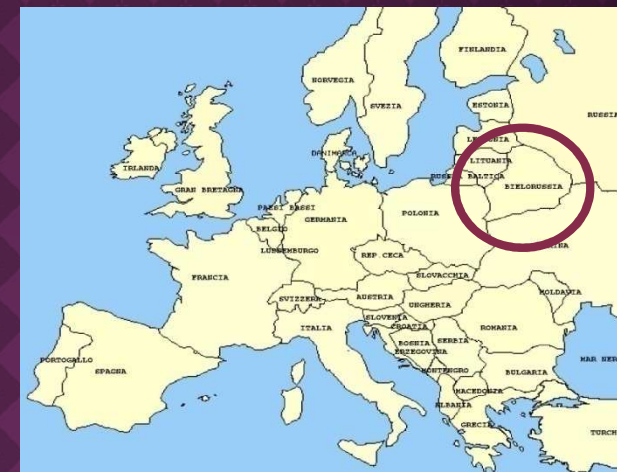 FINLANDIA
NORVEGIA
SVEZIA
ESTONIA
RUSSIA
LITUANIA
DANIMARCA
IRLANDA
RUSSIA BALTICA
BIELORUSSIA
GRAN BRETAGNA
PAESI BASSI
POLONIA
BELGIO
GERMANIA
LUSSEMBURGO
REP.CECA
SLOVACCHIA
FRANCIA
SVIZZERA
AUSTRIA
UNGHERIA
MOLDAVIA
SLOVENIA
CROATIA
ITALIA
ROMANIA
BOSNIA
ERZEGOVINA
SERBIA
MAR NER
PORTOGALLO
SPAGNA
MONTENEGRO
BULGARIA
MACEDONIA
ALBANIA
GRECIA
TURCH